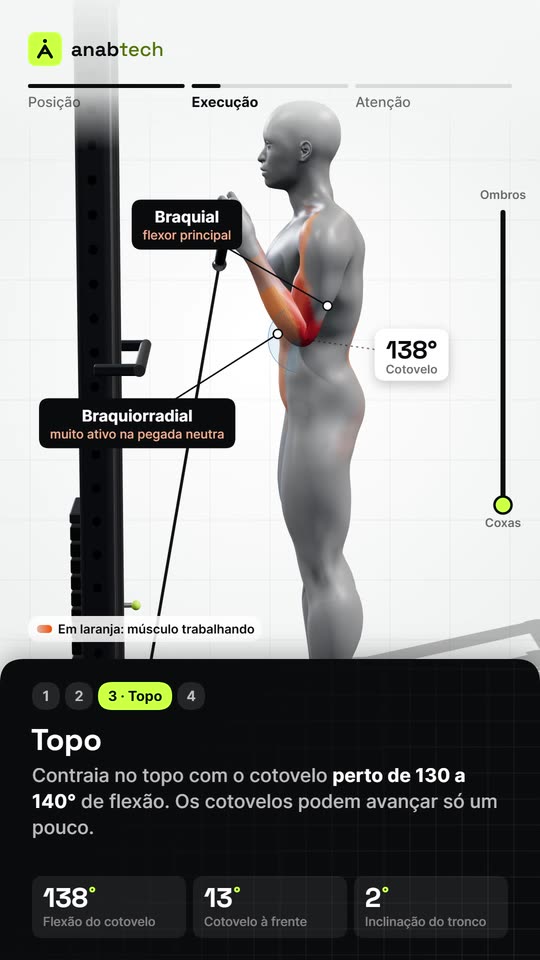 anabtech
Posição
Execução
Atenção
Ombros
Braquial
flexor principal
138°
Cotovelo
Braquiorradial
muito ativo na pegada neutra
Coxas
Em laranja: músculo trabalhando
1
2
3 · Topo
4
Topo
Contraia no topo com o cotovelo perto de 130 a
140° de flexão. Os cotovelos podem avançar só um
pouco.
138°
13°
2°
Flexão do cotovelo
Cotovelo à frente
Inclinação do tronco